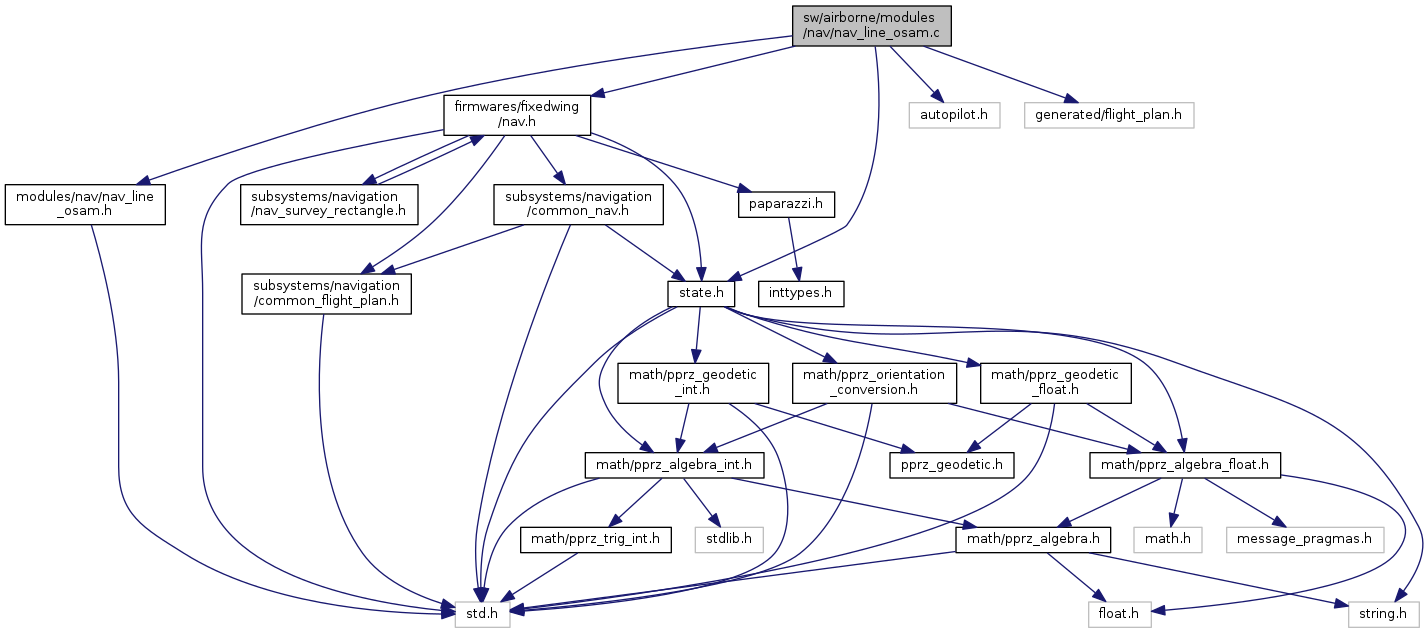 sw/airborne/modules
/nav/nav_line_osam.c
firmwares/fixedwing
/nav.h
autopilot.h
generated/flight_plan.h
modules/nav/nav_line
_osam.h
subsystems/navigation
/nav_survey_rectangle.h
subsystems/navigation
/common_nav.h
paparazzi.h
subsystems/navigation
/common_flight_plan.h
state.h
inttypes.h
math/pprz_geodetic
_int.h
math/pprz_orientation
_conversion.h
math/pprz_geodetic
_float.h
math/pprz_algebra_int.h
pprz_geodetic.h
math/pprz_algebra_float.h
math/pprz_trig_int.h
stdlib.h
math/pprz_algebra.h
math.h
message_pragmas.h
std.h
float.h
string.h